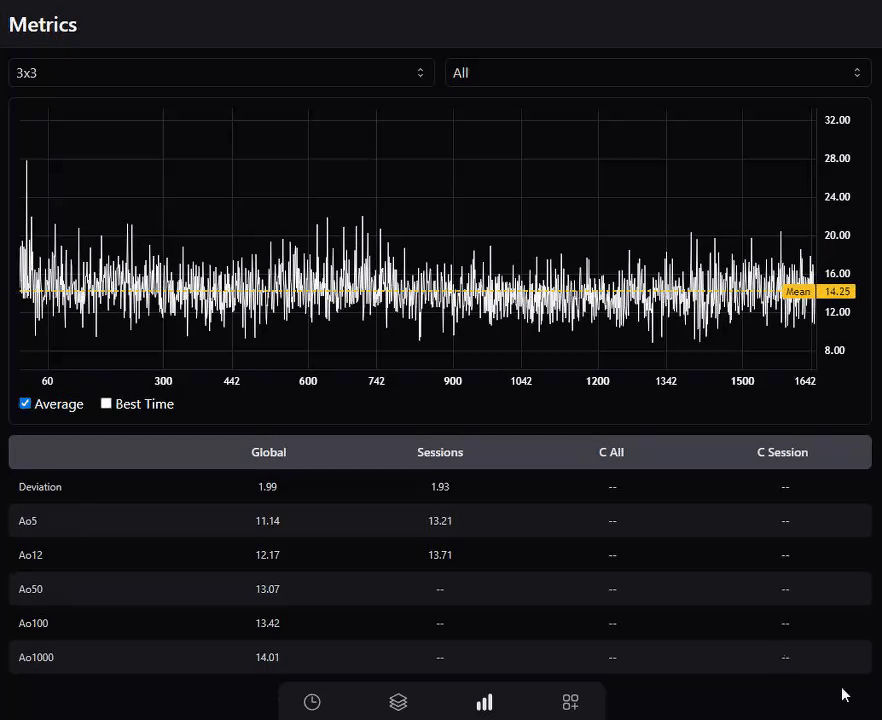 Metrics
3x3 All
32.00
28.00
24.00
20.00
16.00
Mean 14.25
12.00
8.00
60 300 442 600 742 900 1042 1200 1342 1500 1642
Average Best Time
Global Sessions C All C Session
Deviation 1.99 1.93 -- --
Ao5 11.14 13.21 -- --
Ao12 12.17 13.71 -- --
Ao50 13.07 -- -- --
Ao100 13.42 -- -- --
Ao1000 14.01 -- -- --